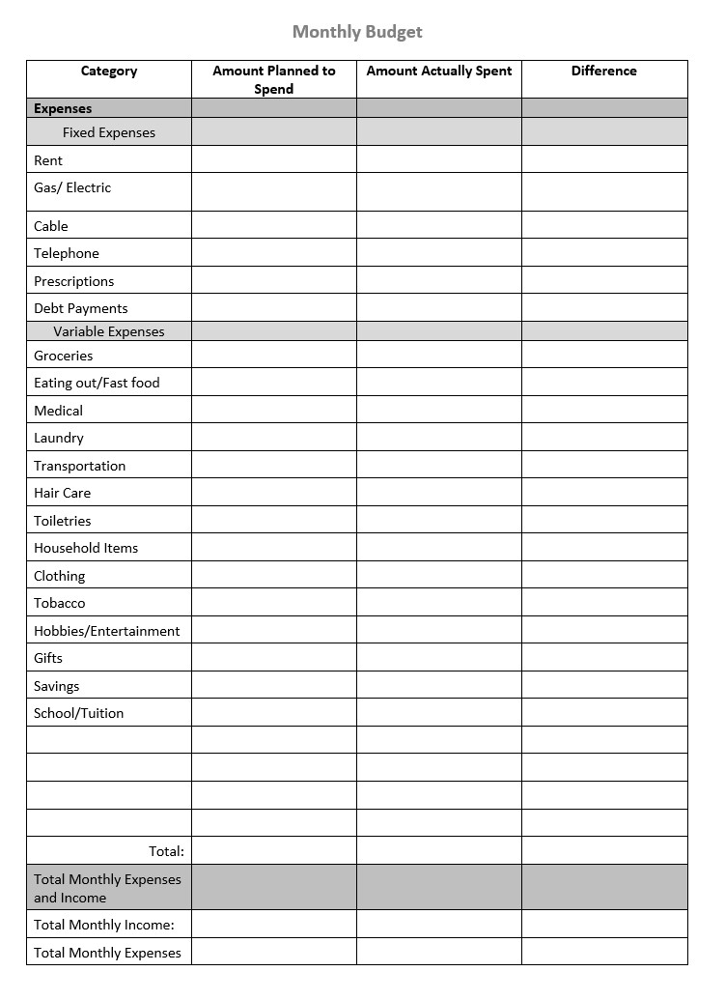 Monthly Budget
Category
Amount Planned to
Spend
Amount Actually Spent
Difference
Expenses
Fixed Expenses
Rent
Gas/ Electric
Cable
Telephone
Prescriptions
Debt Payments
Variable Expenses
Groceries
Eating out/Fast food
Medical
Laundry
Transportation
Hair Care
Toiletries
Household Items
Clothing
Tobacco
Hobbies/Entertainment
Gifts
Savings
School/Tuition
Total:
Total Monthly Expenses
and Income
Total Monthly Income:
Total Monthly Expenses